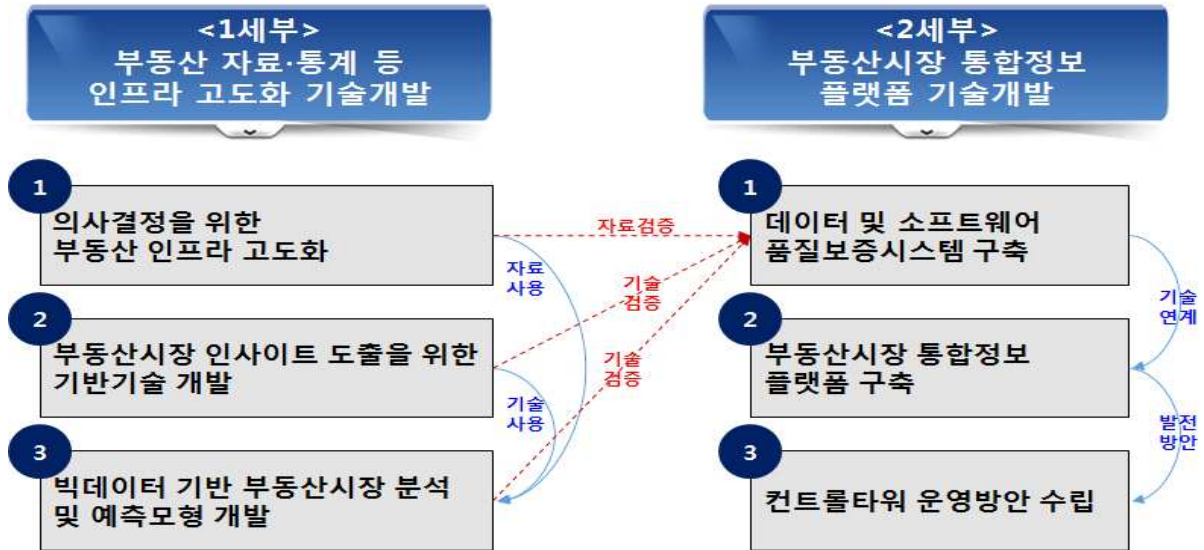 <1세부>
부동산 자료·통계 등
인프라 고도화 기술개발
<2세부>
부동산시장 통합정보
플랫폼 기술개발
1
의사결정을 위한
부동산 인프라 고도화
2
부동산시장 인사이트 도출을 위한
기반기술 개발
3
빅데이터 기반 부동산시장 분석
및 예측모형 개발
자료검증
자료
사용
기술
검증
기술
검증
기술
사용
1
데이터 및 소프트웨어
품질보증시스템 구축
2
부동산시장 통합정보
플랫폼 구축
3
컨트롤타워 운영방안 수립
기술
연계
발전
방안